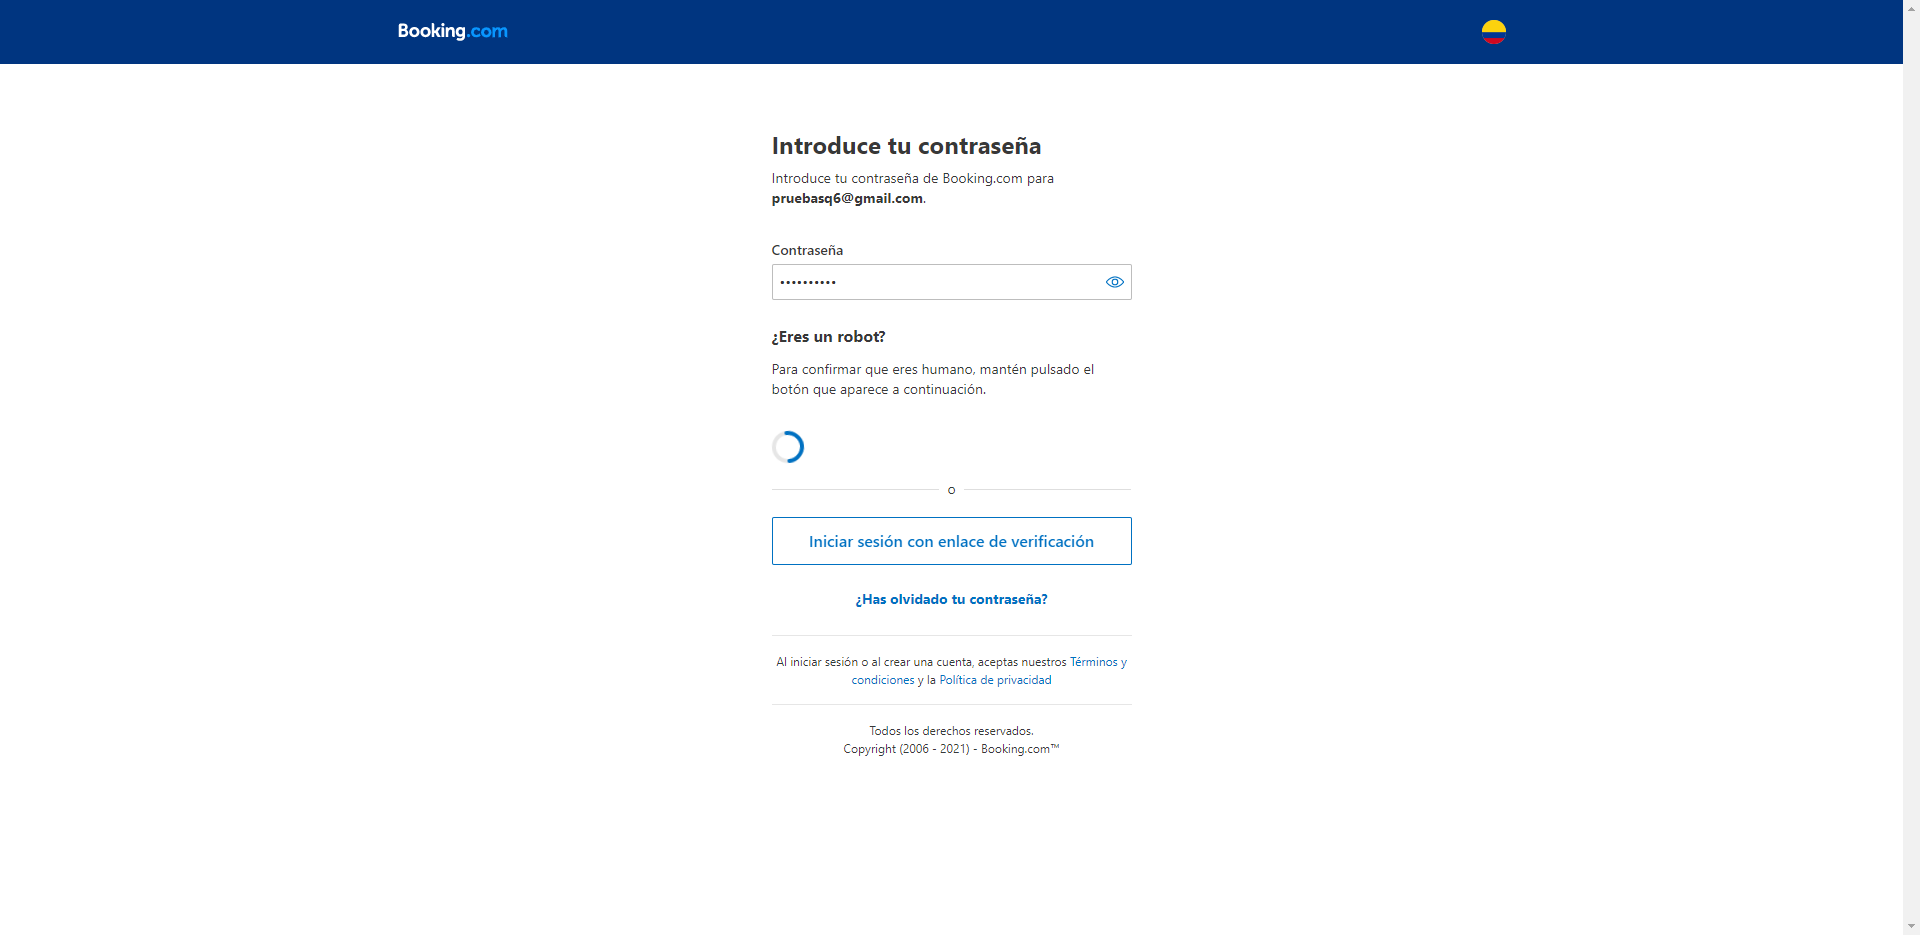 Booking.com
Introduce tu contraseña
Introduce tu contraseña de Booking.com para
pruebasq6@gmail.com.
Contraseña
••••••••••
¿Eres un robot?
Para confirmar que eres humano, mantén pulsado el
botón que aparece a continuación.
o
Iniciar sesión con enlace de verificación
¿Has olvidado tu contraseña?
Al iniciar sesión o al crear una cuenta, aceptas nuestros Términos y
condiciones y la Política de privacidad
Todos los derechos reservados.
Copyright (2006 - 2021) - Booking.com™